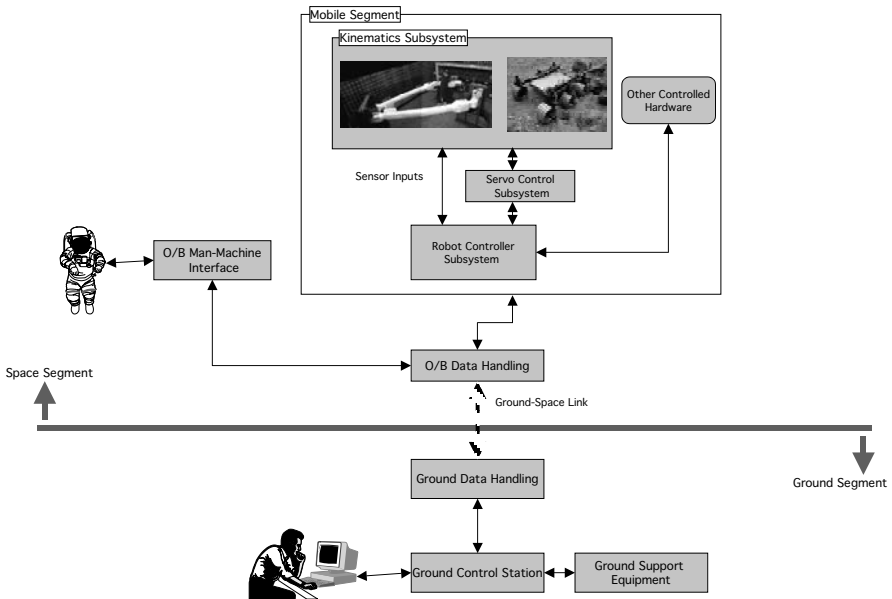 Mobile Segment
Kinematics Subsystem
Other Controlled
Hardware
Sensor Inputs
Servo Control
Subsystem
O/B Man-Machine
Interface
Robot Controller
Subsystem
O/B Data Handling
Space Segment
Ground-Space Link
Ground Data Handling
Ground Segment
Ground Control Station
Ground Support
Equipment